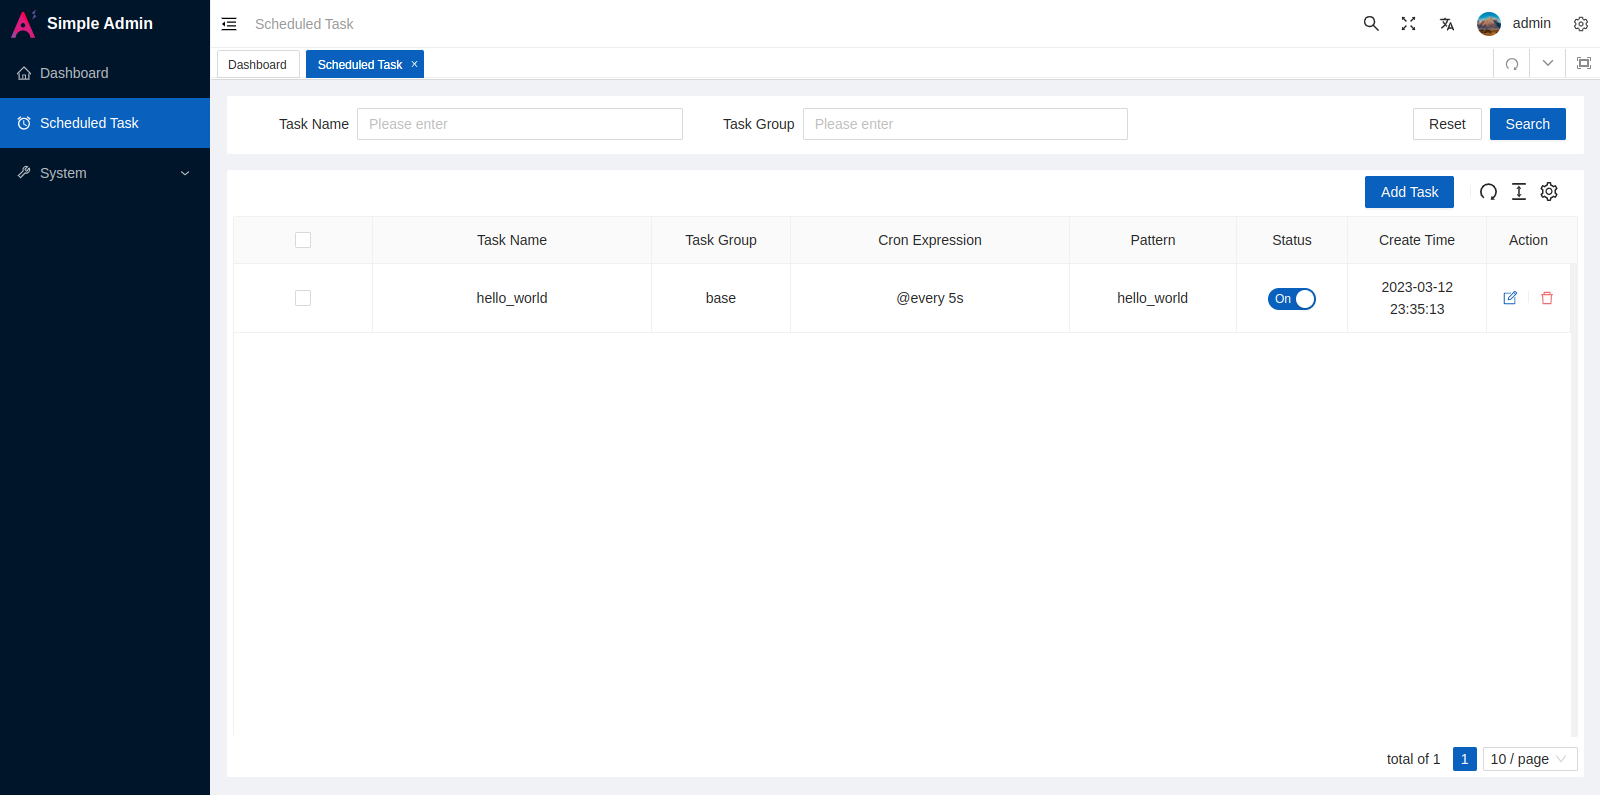 Simple Admin
Scheduled Task
admin
Dashboard
Scheduled Task
System
Dashboard
Scheduled Task
Task Name
Please enter
Task Group
Please enter
Reset
Search
Add Task
Task Name
Task Group
Cron Expression
Pattern
Status
Create Time
Action
hello_world
base
@every 5s
hello_world
On
2023-03-12
23:35:13
total of 1
1
10 / page